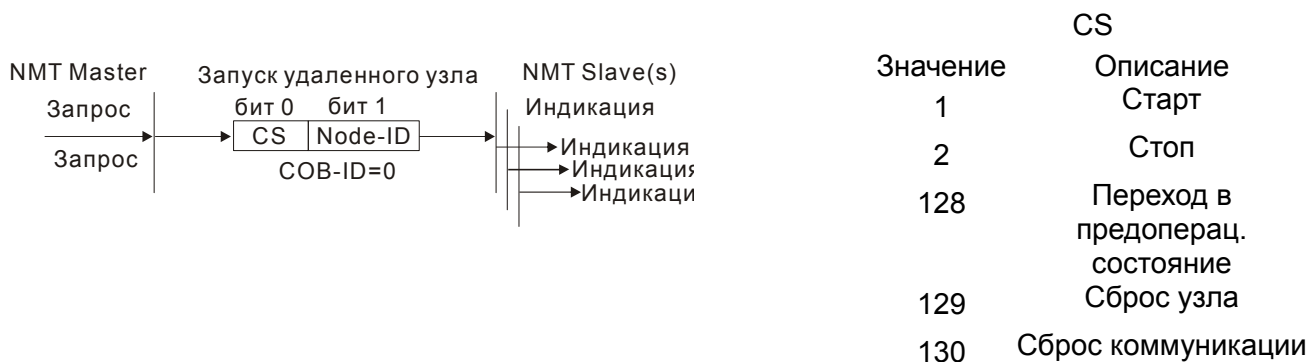 NMT Master
Запуск удаленного узла
NMT Slave(s)
Запрос
бит 0
бит 1
Индикация
CS
Node-ID
Запрос
COB-ID=0
Индикация
Индикация
Индикаци
CS
Значение
Описание
1
Старт
2
Стоп
128
Переход в
предоперац.
состояние
129
Сброс узла
130
Сброс коммуникации